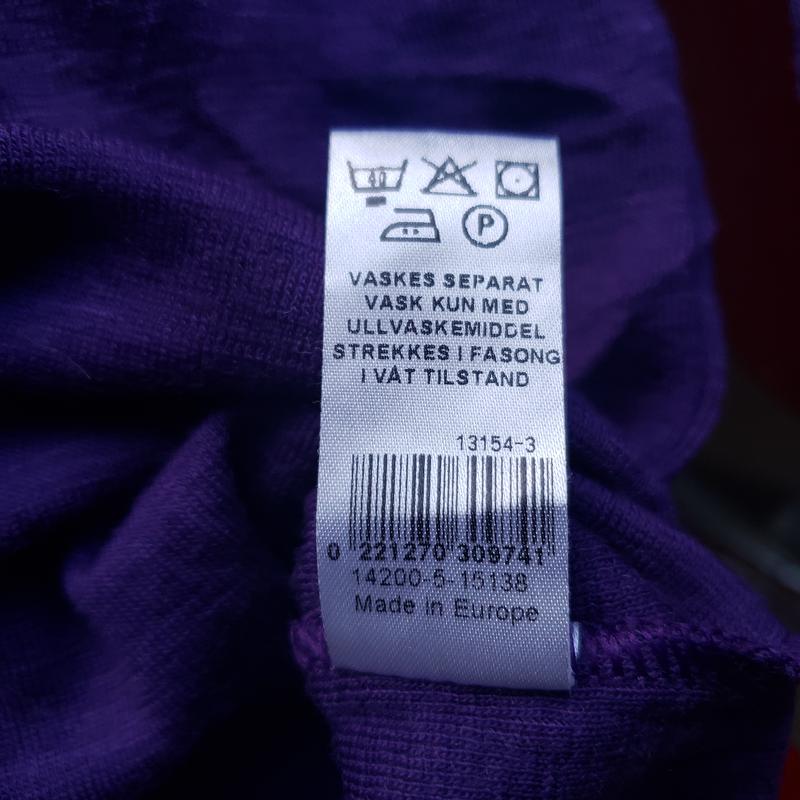 40
P
VASKES SEPARAT
VASK KUN MED
ULLVASKEMIDDEL
STREKKES I FASONG
I VÅT TILSTAND
13154-3
0 221270 309741
14200-5-15138
Made in Europe